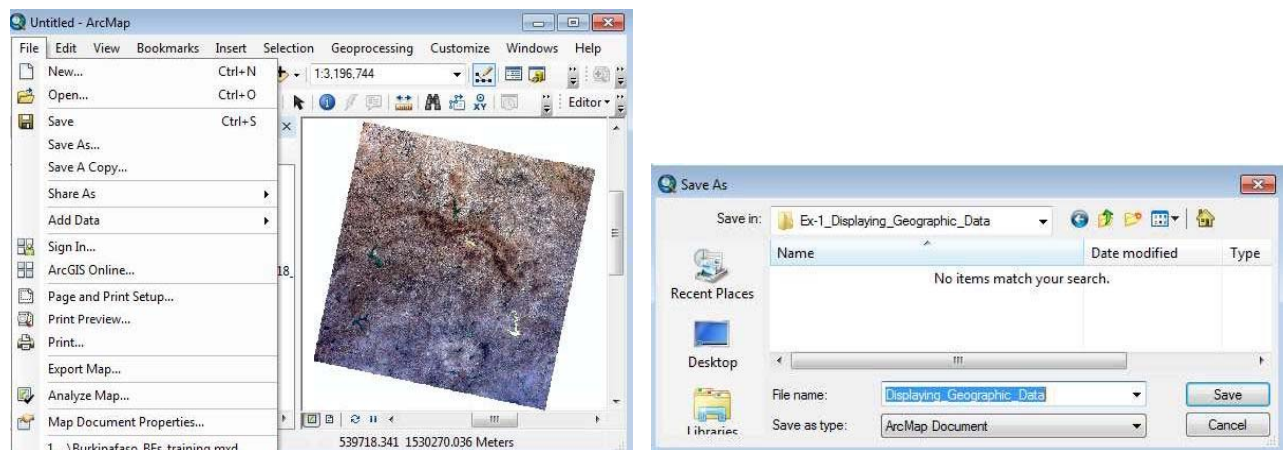 Untitled - ArcMap
File Edit View Bookmarks Insert Selection Geoprocessing Customize Windows Help
New... Ctrl+N
1:3,196,744
Open... Ctrl+O
Editor
Save Ctrl+S
Save As...
Save A Copy...
Share As
Add Data
Sign In...
ArcGIS Online...
18_
Page and Print Setup...
Print Preview...
Print...
Export Map...
Analyze Map...
Map Document Properties...
539718.341 1530270.036 Meters
1 ...\Burkinafaso_BFs_training.mxd
Save As
Save in: Ex-1_Displaying_Geographic_Data
Name Date modified Type
No items match your search.
Recent Places
Desktop
Libraries
File name: Displaying_Geographic_Data Save
Save as type: ArcMap Document Cancel